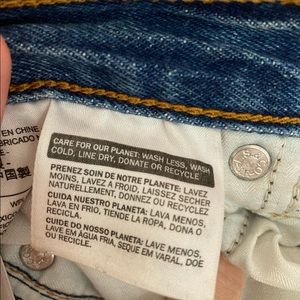 CARE FOR OUR PLANET: WASH LESS, WASH
COLD, LINE DRY, DONATE OR RECYCLE
PRENEZ SOIN DE NOTRE PLANETE: LAVEZ
MOINS, LAVEZ A FROID, LAISSEZ SECHER
NATURELLEMENT, DONNEZ OU RECYCLEZ
CUIDA NUESTRO PLANETA: LAVA MENOS,
LAVA EN FRIO, TIENDE LA ROPA, DONA O
RECICLA
CUIDE DO NOSSO PLANETA: LAVE MENOS,
LAVE EM ÁGUA FRIA, SEQUE EM VARAL, DOE
OU RECICLE.
EN CHINE
FABRICADO
中国製